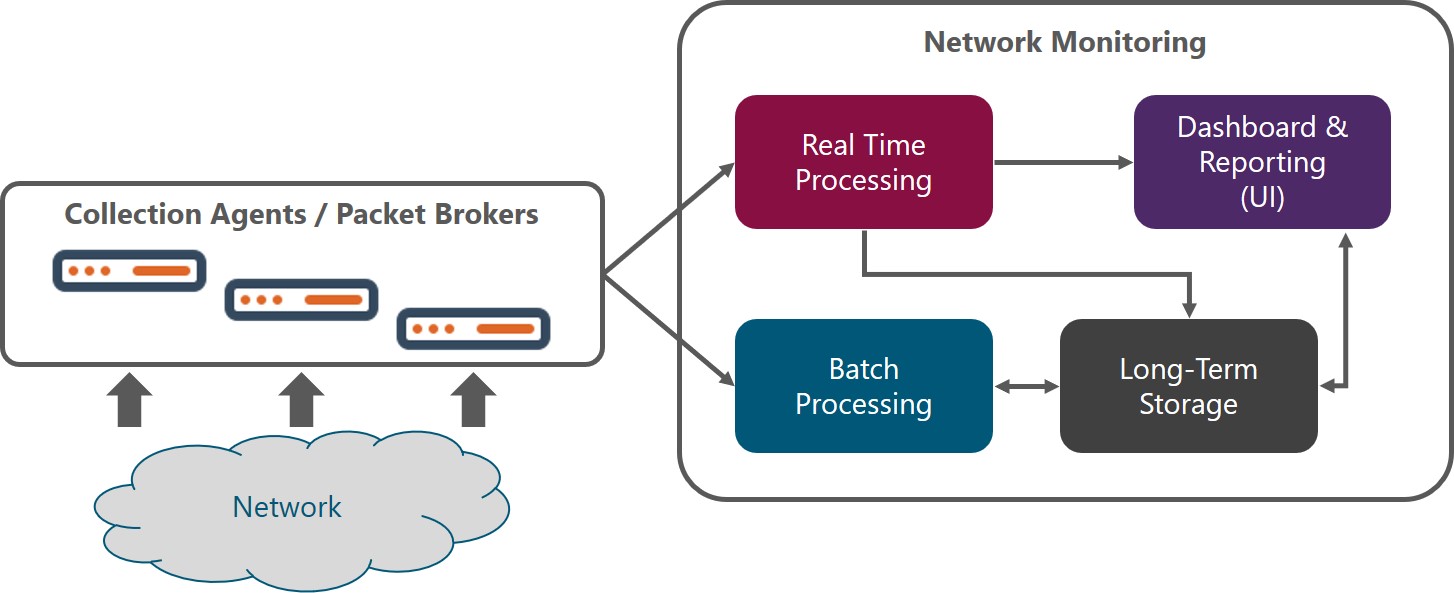 Network Monitoring
Real Time
Processing
Dashboard &
Reporting
(UI)
Collection Agents / Packet Brokers
Batch
Processing
Long-Term
Storage
Network